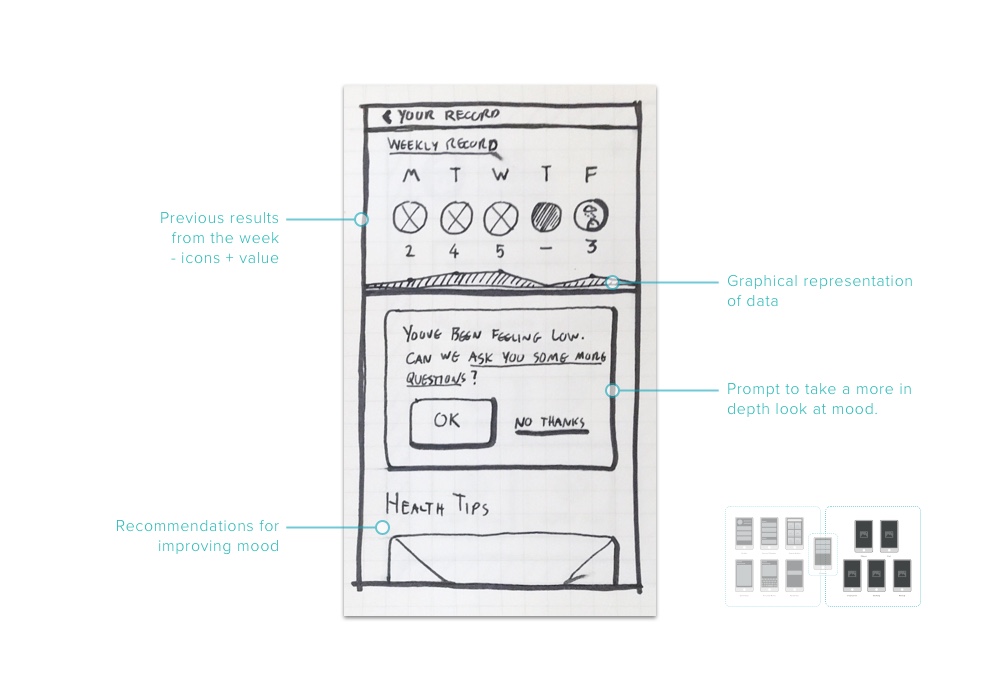 YOUR RECORD
WEEKLY RECORD
M T W T F
2 4 5 – 3
Previous results
from the week
- icons + value
Graphical representation
of data
YOUVE BEEN FEELING LOW.
CAN WE ASK YOU SOME MORE
QUESTIONS?
OK NO THANKS
Prompt to take a more in
depth look at mood.
HEALTH TIPS
Recommendations for
improving mood